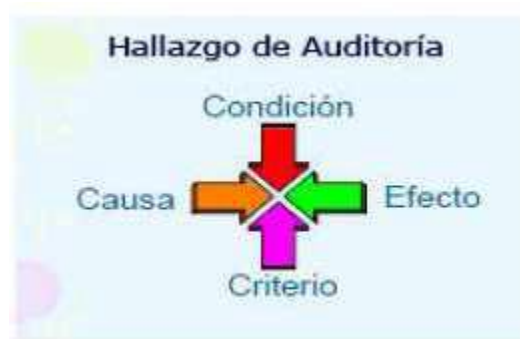 Hallazgo de Auditoría
Condición
Causa
Efecto
Criterio